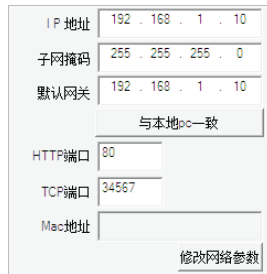 IP地址 192 . 168 . 1 . 10
子网掩码 255 . 255 . 255 . 0
默认网关 192 . 168 . 1 . 10
与本地pc一致
HTTP端口 80
TCP端口 34567
Mac地址
修改网络参数